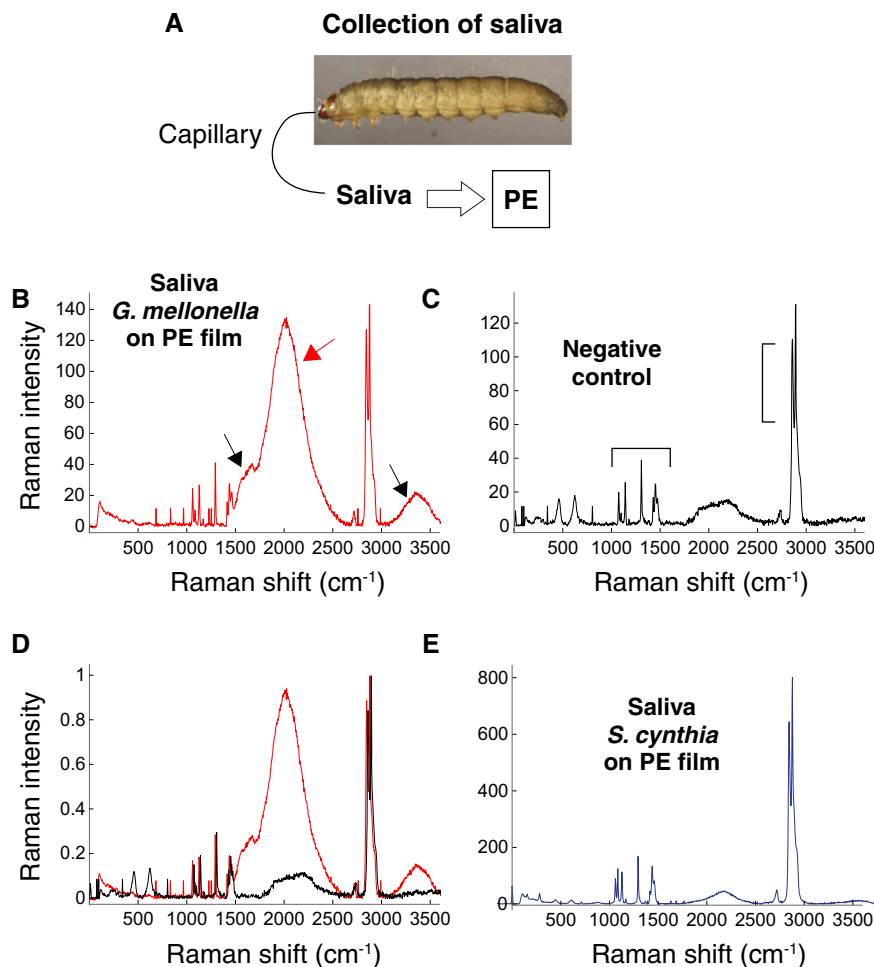 A
Collection of saliva
Capillary
Saliva
PE
B
Saliva
G. mellonella
on PE film
Raman intensity
140
120
100
80
60
40
20
0
500 1000 1500 2000 2500 3000 3500
Raman shift (cm-1)
C
Negative
control
120
100
80
60
40
20
0
500 1000 1500 2000 2500 3000 3500
Raman shift (cm-1)
D
Raman intensity
1
0.8
0.6
0.4
0.2
0
500 1000 1500 2000 2500 3000 3500
Raman shift (cm-1)
E
Saliva
S. cynthia
on PE film
800
600
400
200
0
500 1000 1500 2000 2500 3000 3500
Raman shift (cm-1)